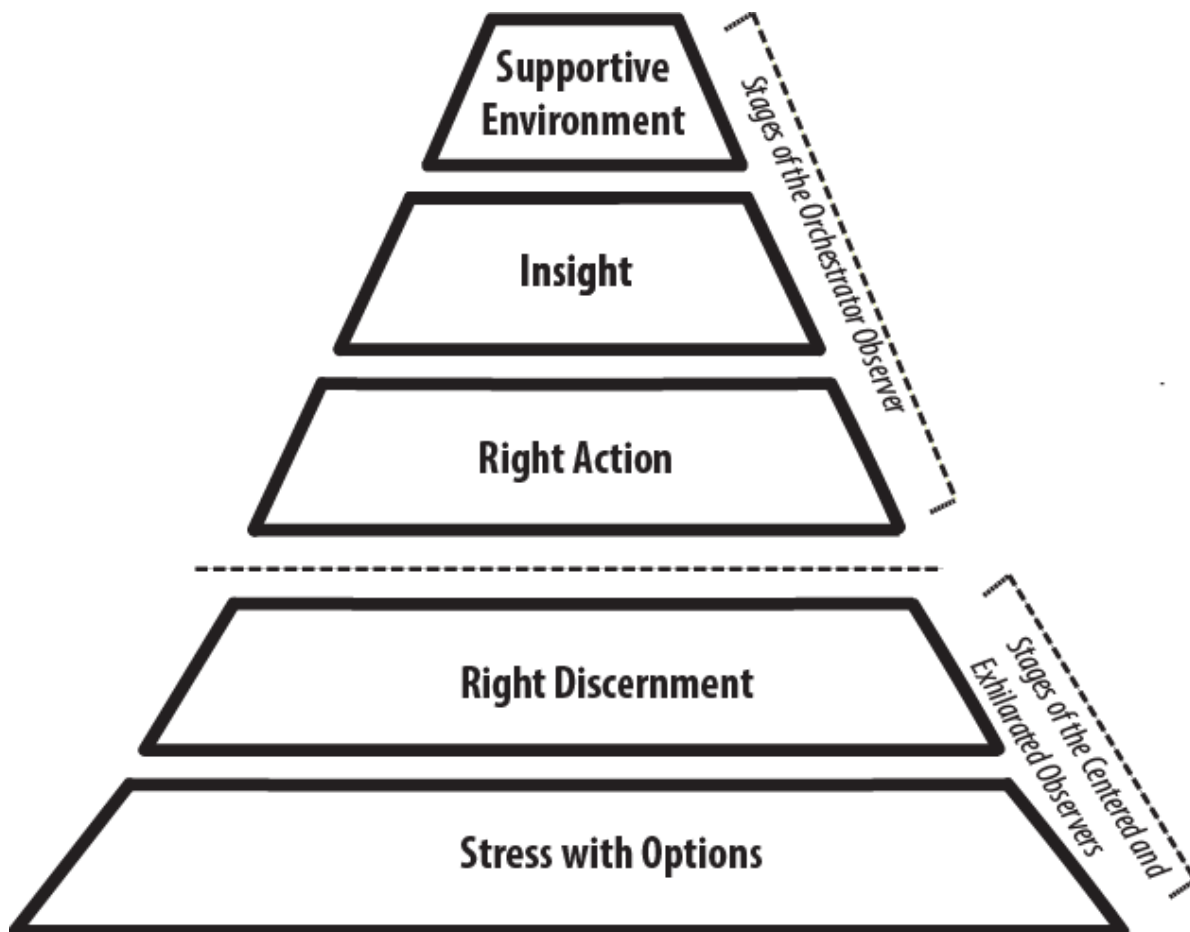 Supportive
Environment
Stages of the Orchestrator Observer
Insight
Right Action
Right Discernment
Stages of the Centered and
Exhilarated Observers
Stress with Options